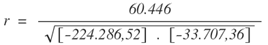 60.446
r =
√[-224.286,52] . [-33.707,36]